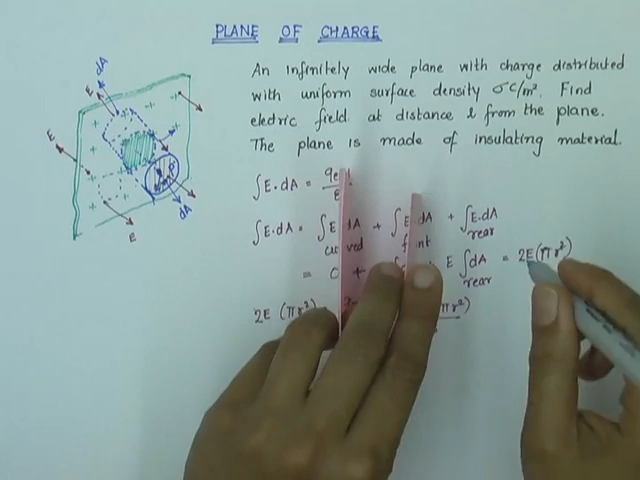 PLANE OF CHARGE
An infinitely wide plane with charge distributed
with uniform surface density σC/m². Find
electric field at distance r from the plane.
The plane is made of insulating material.
∫E.dA =
∫E.dA = ∫E dA + ∫E dA + ∫E.dA
rear
= 0 + E ∫dA = 2E(πr²)
rear
2E (πr²) πr²)
dA
E
E
E
dA